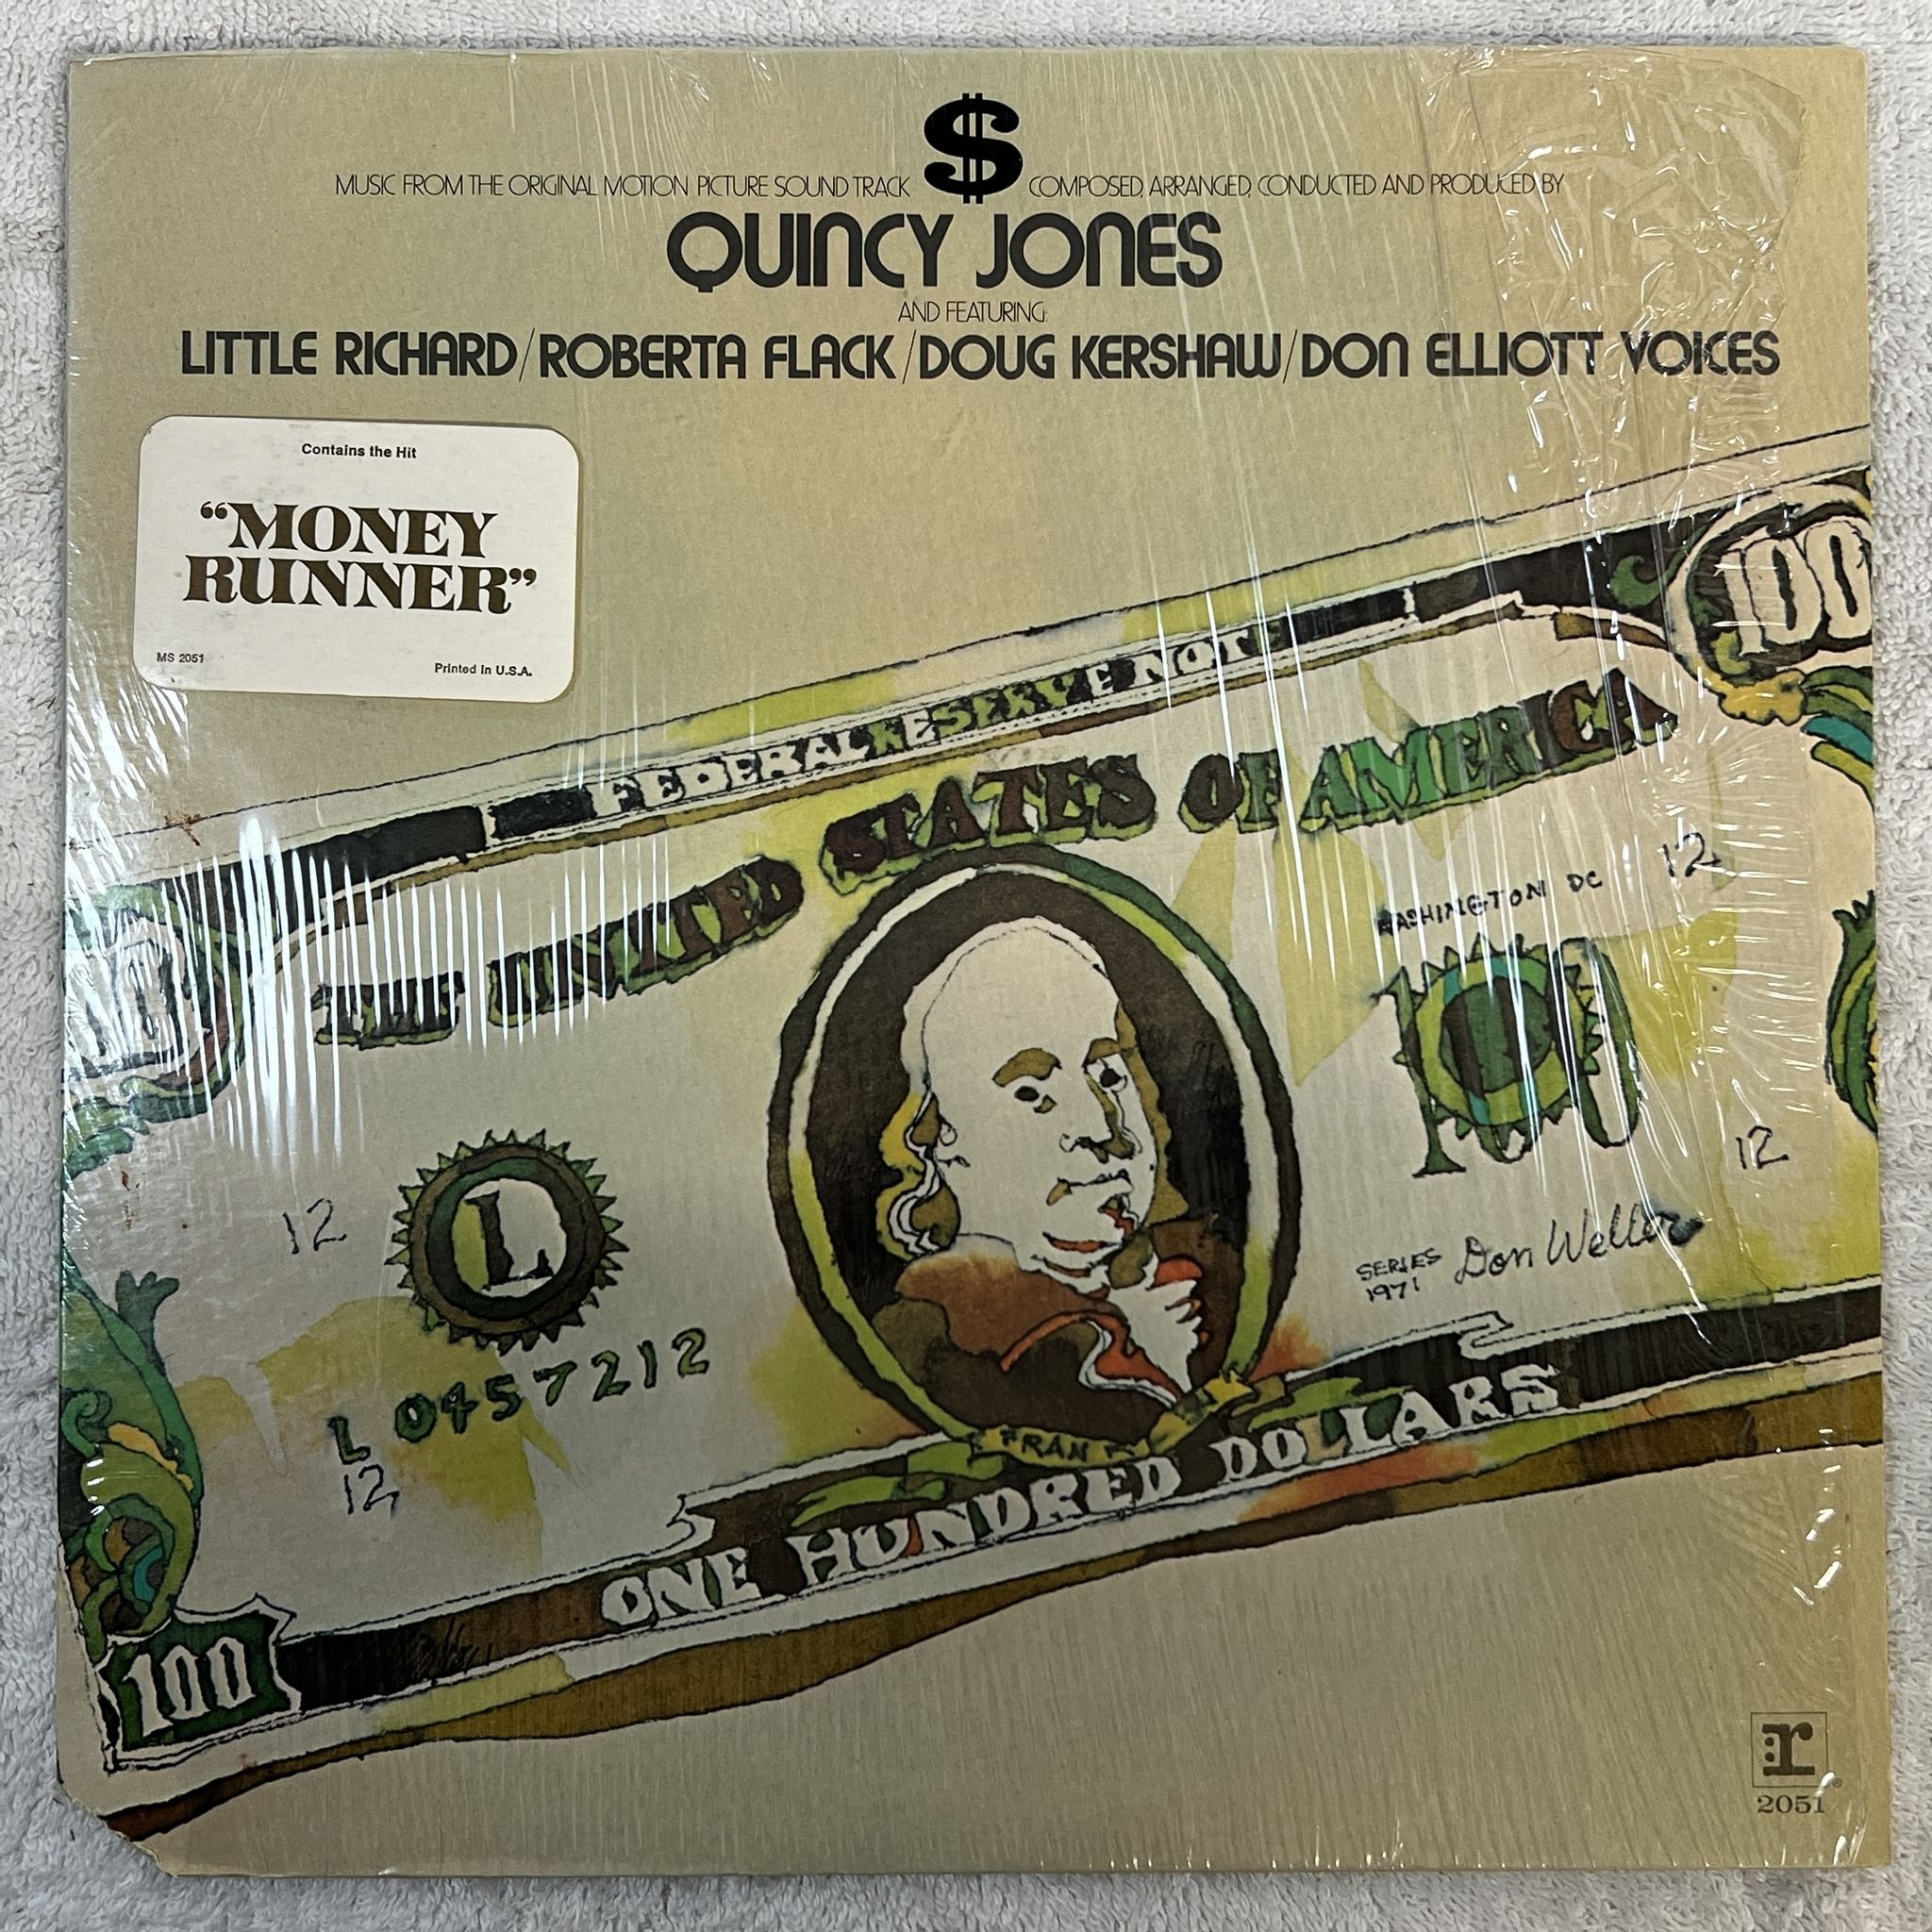 $
MUSIC FROM THE ORIGINAL MOTION PICTURE SOUND TRACK COMPOSED, ARRANGED, CONDUCTED AND PRODUCED BY
QUINCY JONES
AND FEATURING:
LITTLE RICHARD/ROBERTA FLACK/DOUG KERSHAW/DON ELLIOTT VOICES
Contains the Hit
“MONEY
RUNNER”
MS 2051
Printed in U.S.A.
100
FEDERAL RESERVE NOTE
THE UNITED STATES OF AMERICA
12
WASHINGTON DC
100
12
12
L
SERIES
1971
Don Weller
L 0457212
12
FRAN
ONE HUNDRED DOLLARS
100
r
®
2051